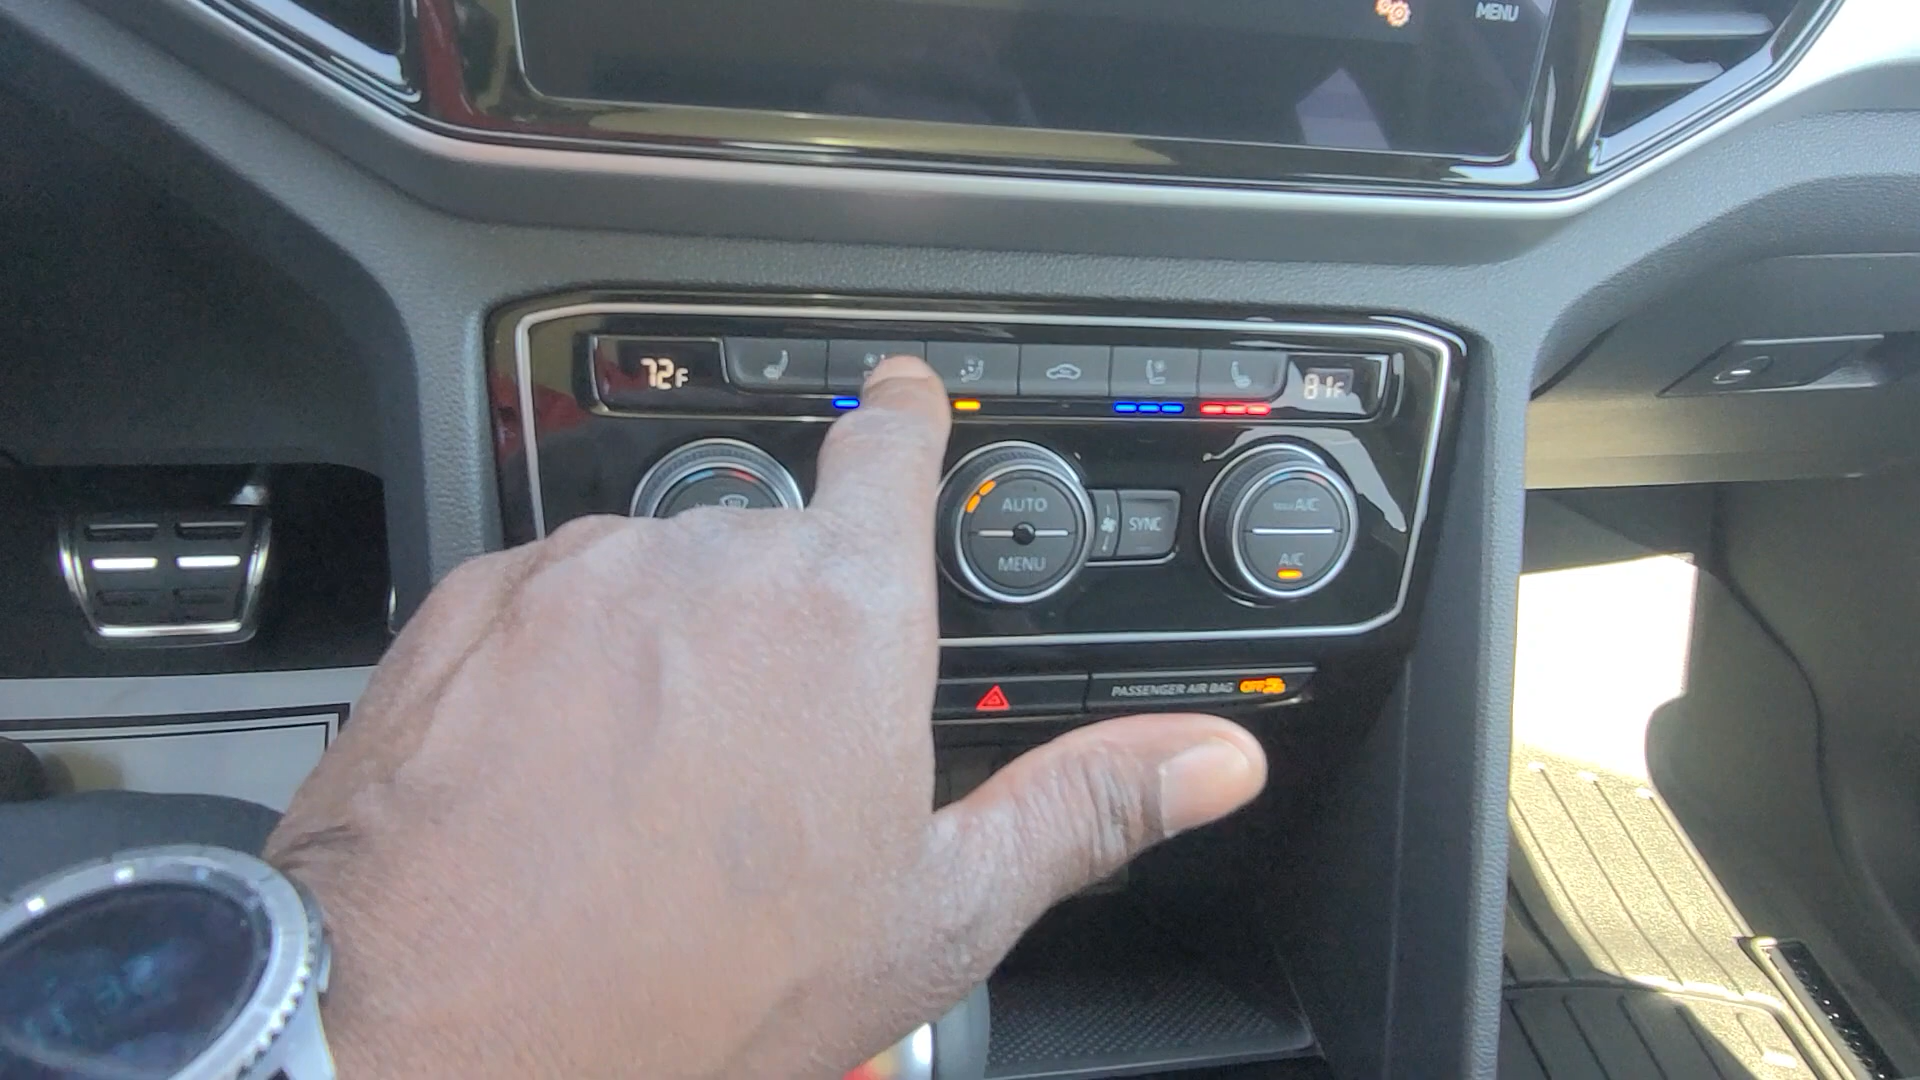 MENU
72F
81F
AUTO
MENU
SYNC
A/C
A/C
PASSENGER AIR BAG OFF